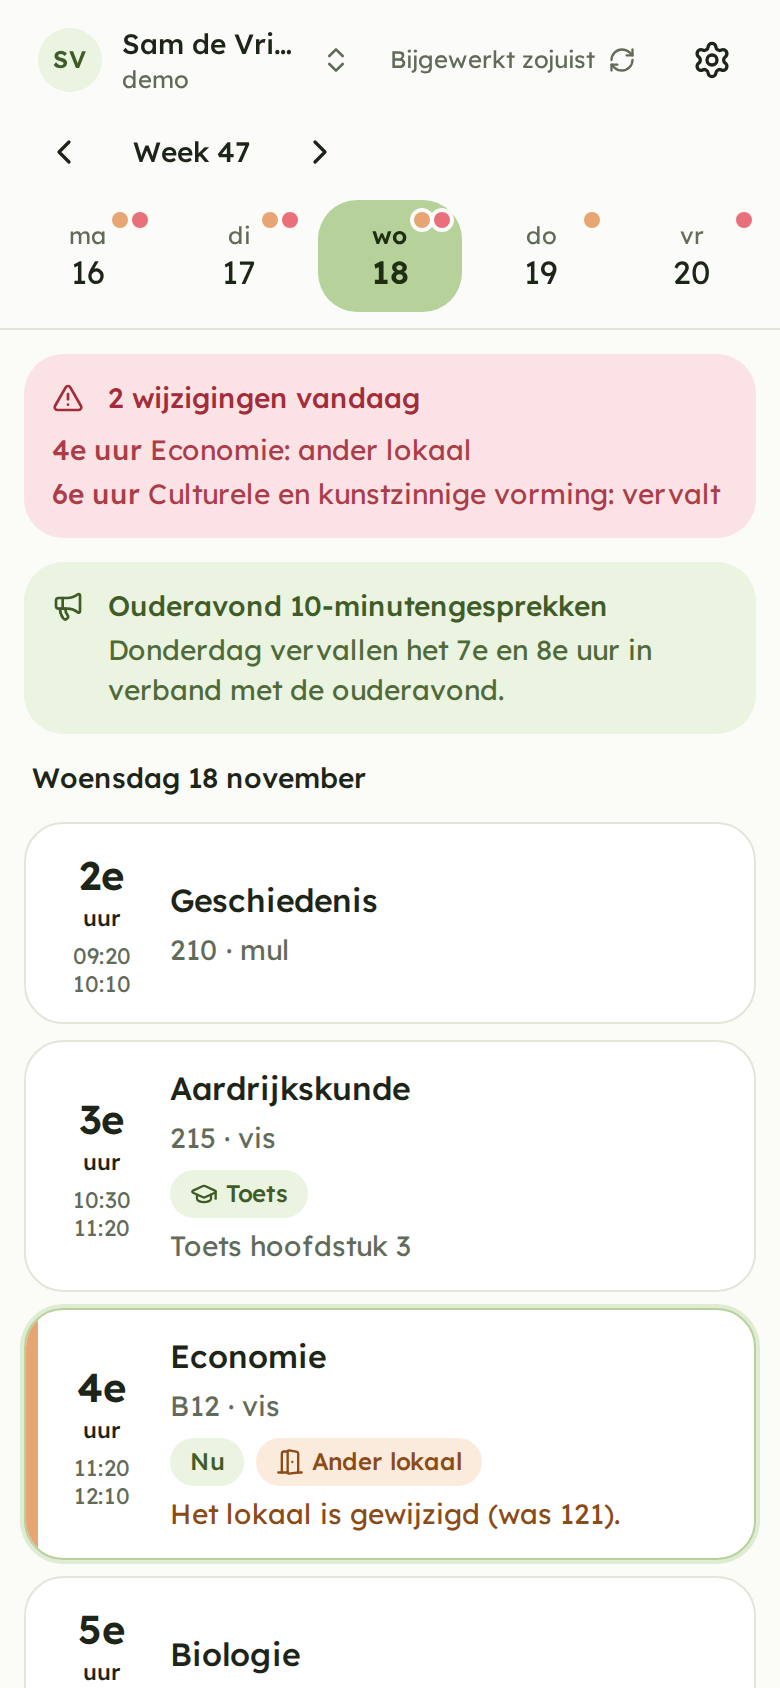 SV
Sam de Vri...
demo
Bijgewerkt zojuist
Week 47
ma
16
di
17
wo
18
do
19
vr
20
2 wijzigingen vandaag
4e uur Economie: ander lokaal
6e uur Culturele en kunstzinnige vorming: vervalt
Ouderavond 10-minutengesprekken
Donderdag vervallen het 7e en 8e uur in
verband met de ouderavond.
Woensdag 18 november
2e
uur
09:20
10:10
Geschiedenis
210 · mul
3e
uur
10:30
11:20
Aardrijkskunde
215 · vis
Toets
Toets hoofdstuk 3
4e
uur
11:20
12:10
Economie
B12 · vis
Nu
Ander lokaal
Het lokaal is gewijzigd (was 121).
5e
uur
Biologie